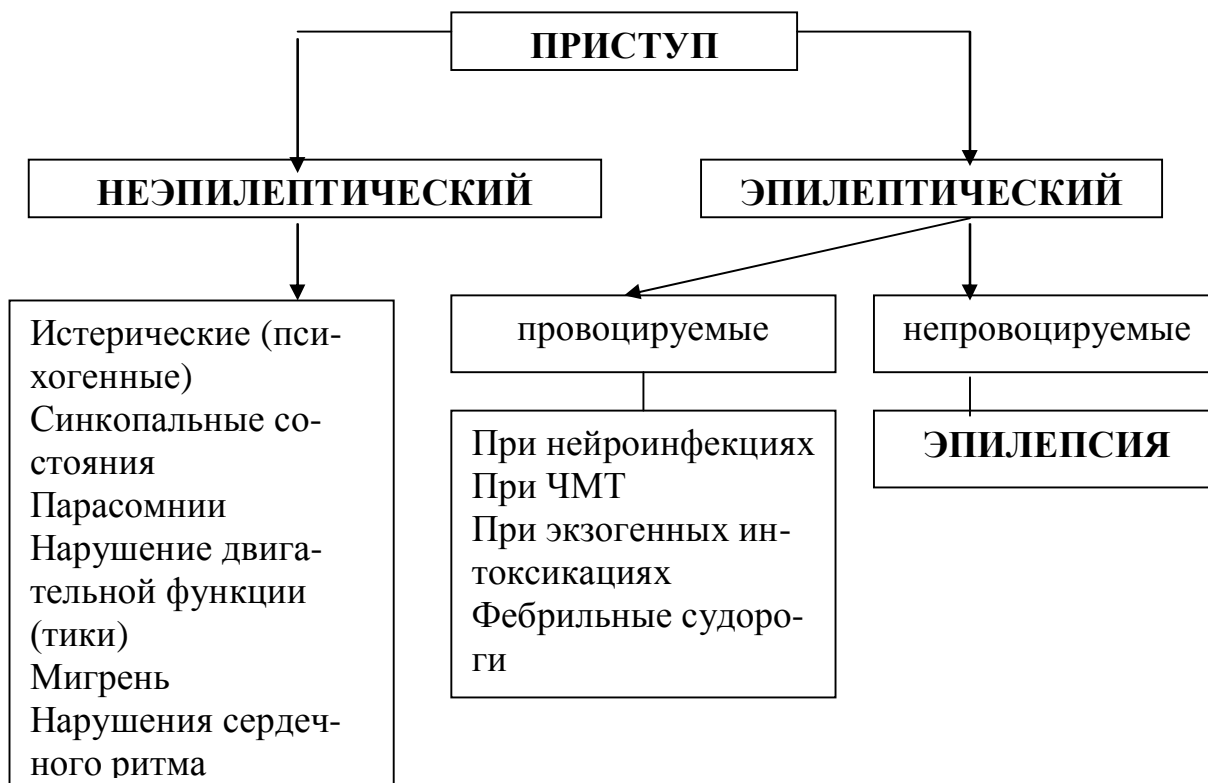 ПРИСТУП
НЕЭПИЛЕПТИЧЕСКИЙ
ЭПИЛЕПТИЧЕСКИЙ
Истерические (пси-
хогенные)
Синкопальные со-
стояния
Парасомнии
Нарушение двига-
тельной функции
(тики)
Мигрень
Нарушения сердеч-
ного ритма
провоцируемые
При нейроинфекциях
При ЧМТ
При экзогенных ин-
токсикациях
Фебрильные судоро-
ги
непровоцируемые
ЭПИЛЕПСИЯ